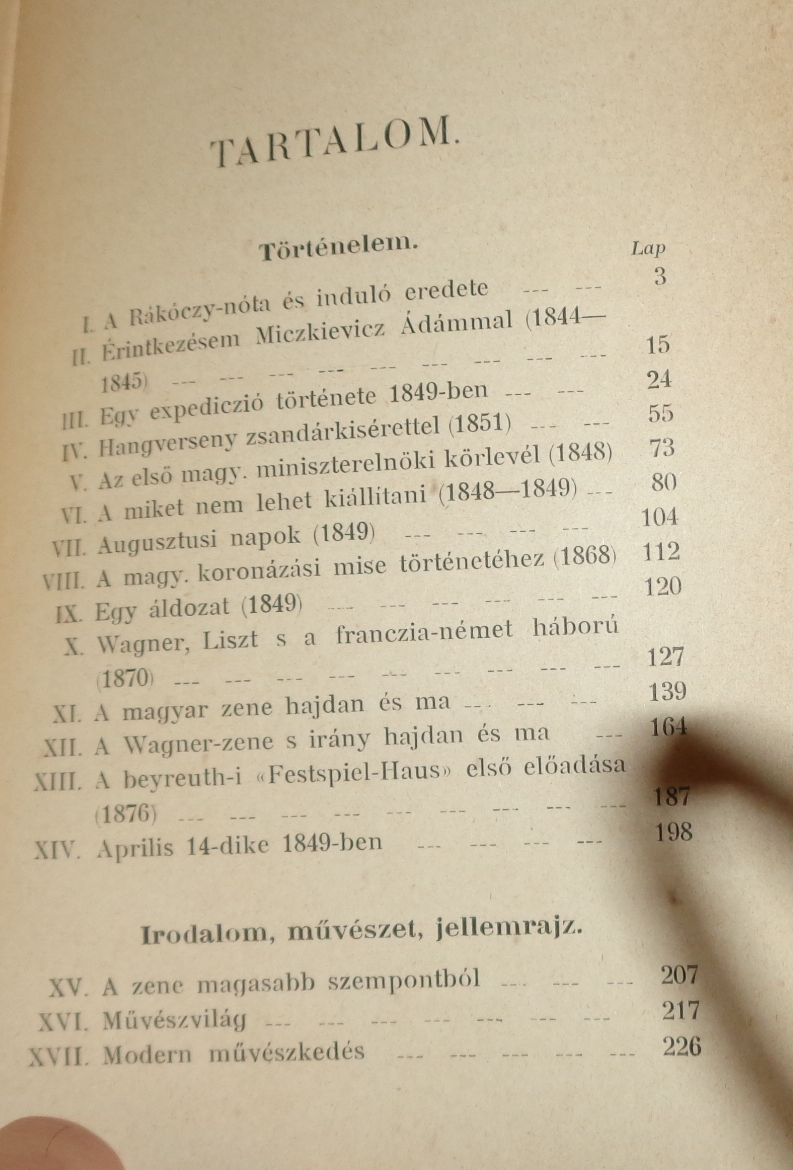 TARTALOM.
Történelem.
Lap
I. A Rákóczy-nóta és induló eredete --- --- 3
II. Érintkezésem Miczkievicz Ádámmal (1844—
1845) --- --- --- --- --- --- --- --- --- 15
III. Egy expediczió története 1849-ben --- --- 24
IV. Hangverseny zsandárkisérettel (1851) --- --- 55
V. Az első magy. miniszterelnöki körlevél (1848) 73
VI. A miket nem lehet kiállítani (1848—1849) --- 80
VII. Augusztusi napok (1849) --- --- --- --- 104
VIII. A magy. koronázási mise történetéhez (1868) 112
IX. Egy áldozat (1849) --- --- --- --- --- --- 120
X. Wagner, Liszt s a franczia-német háború
(1870) --- --- --- --- --- --- --- --- --- 127
XI. A magyar zene hajdan és ma --- --- --- 139
XII. A Wagner-zene s irány hajdan és ma --- 164
XIII. A beyreuth-i «Festspiel-Haus» első előadása
(1876) --- --- --- --- --- --- --- --- --- 187
XIV. Aprilis 14-dike 1849-ben --- --- --- --- 198
Irodalom, művészet, jellemrajz.
XV. A zene magasabb szempontból --- --- --- 207
XVI. Művészvilág --- --- --- --- --- --- --- 217
XVII. Modern művészkedés --- --- --- --- --- 226